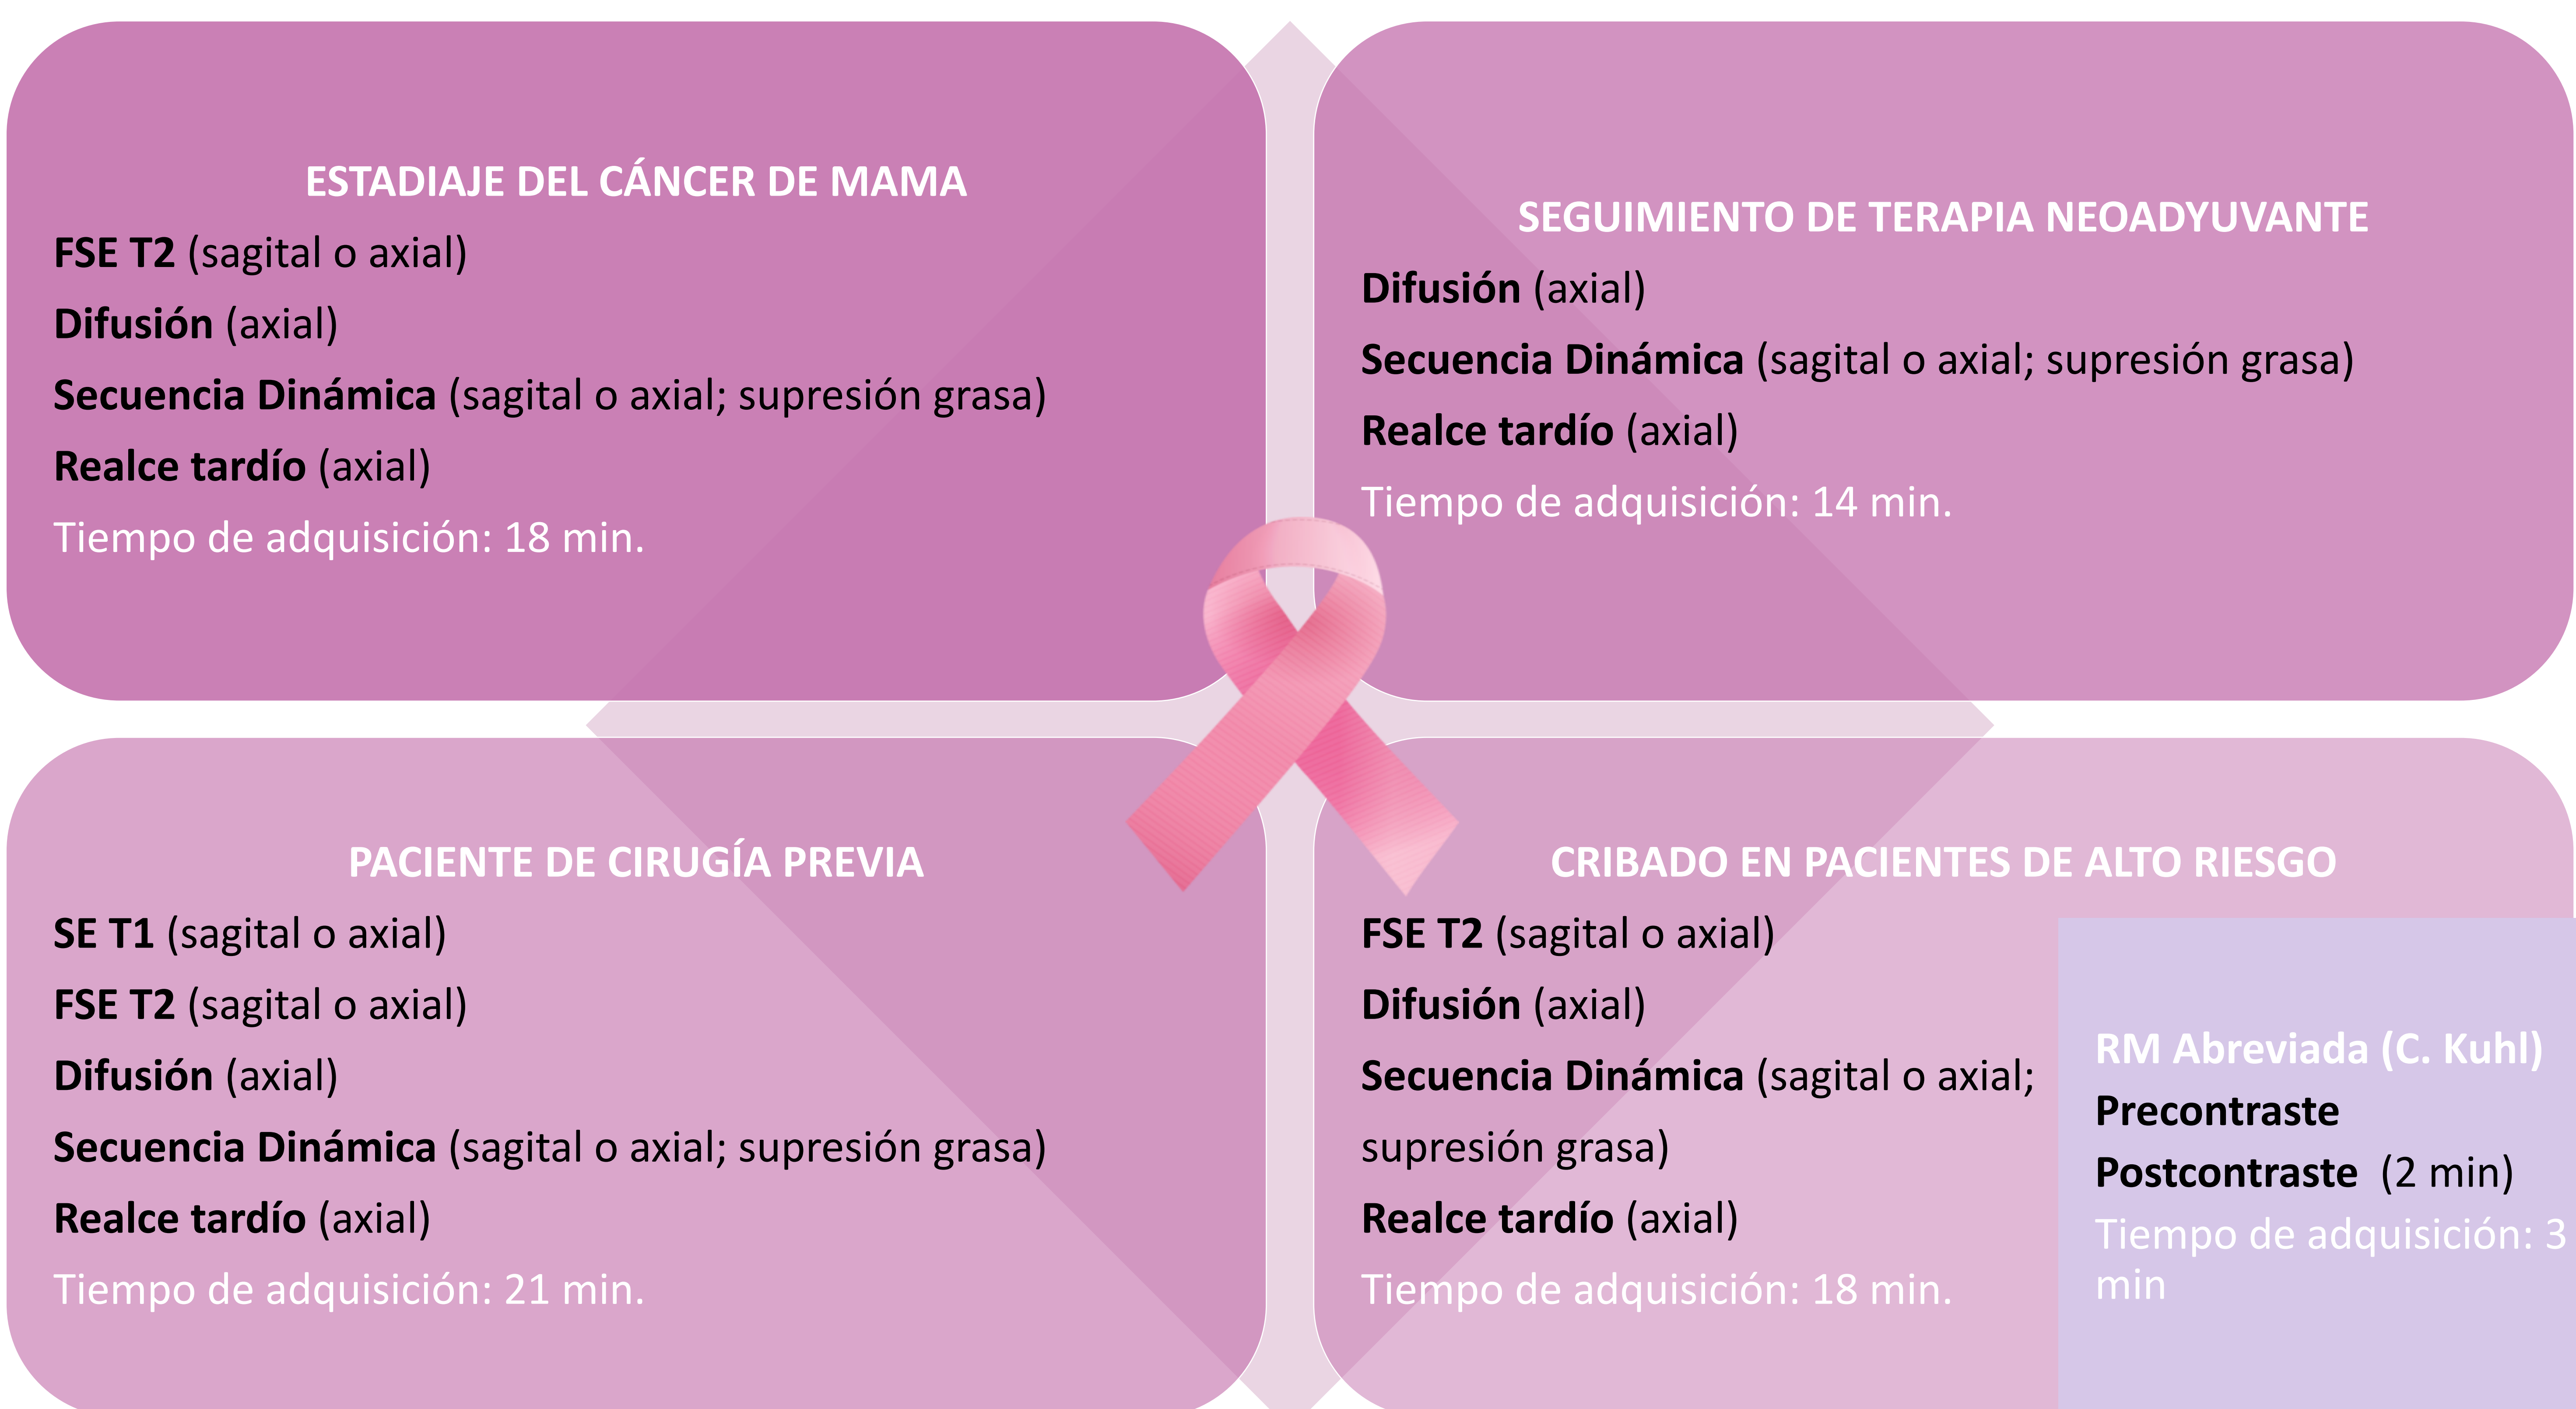 ESTADIAJE DEL CÁNCER DE MAMA
FSE T2 (sagital o axial)
Difusión (axial)
Secuencia Dinámica (sagital o axial; supresión grasa)
Realce tardío (axial)
Tiempo de adquisición: 18 min.
SEGUIMIENTO DE TERAPIA NEOADYUVANTE
Difusión (axial)
Secuencia Dinámica (sagital o axial; supresión grasa)
Realce tardío (axial)
Tiempo de adquisición: 14 min.
PACIENTE DE CIRUGÍA PREVIA
SE T1 (sagital o axial)
FSE T2 (sagital o axial)
Difusión (axial)
Secuencia Dinámica (sagital o axial; supresión grasa)
Realce tardío (axial)
Tiempo de adquisición: 21 min.
CRIBADO EN PACIENTES DE ALTO RIESGO
FSE T2 (sagital o axial)
Difusión (axial)
Secuencia Dinámica (sagital o axial;
supresión grasa)
Realce tardío (axial)
Tiempo de adquisición: 18 min.
RM Abreviada (C. Kuhl)
Precontraste
Postcontraste  (2 min)
Tiempo de adquisición: 3
min